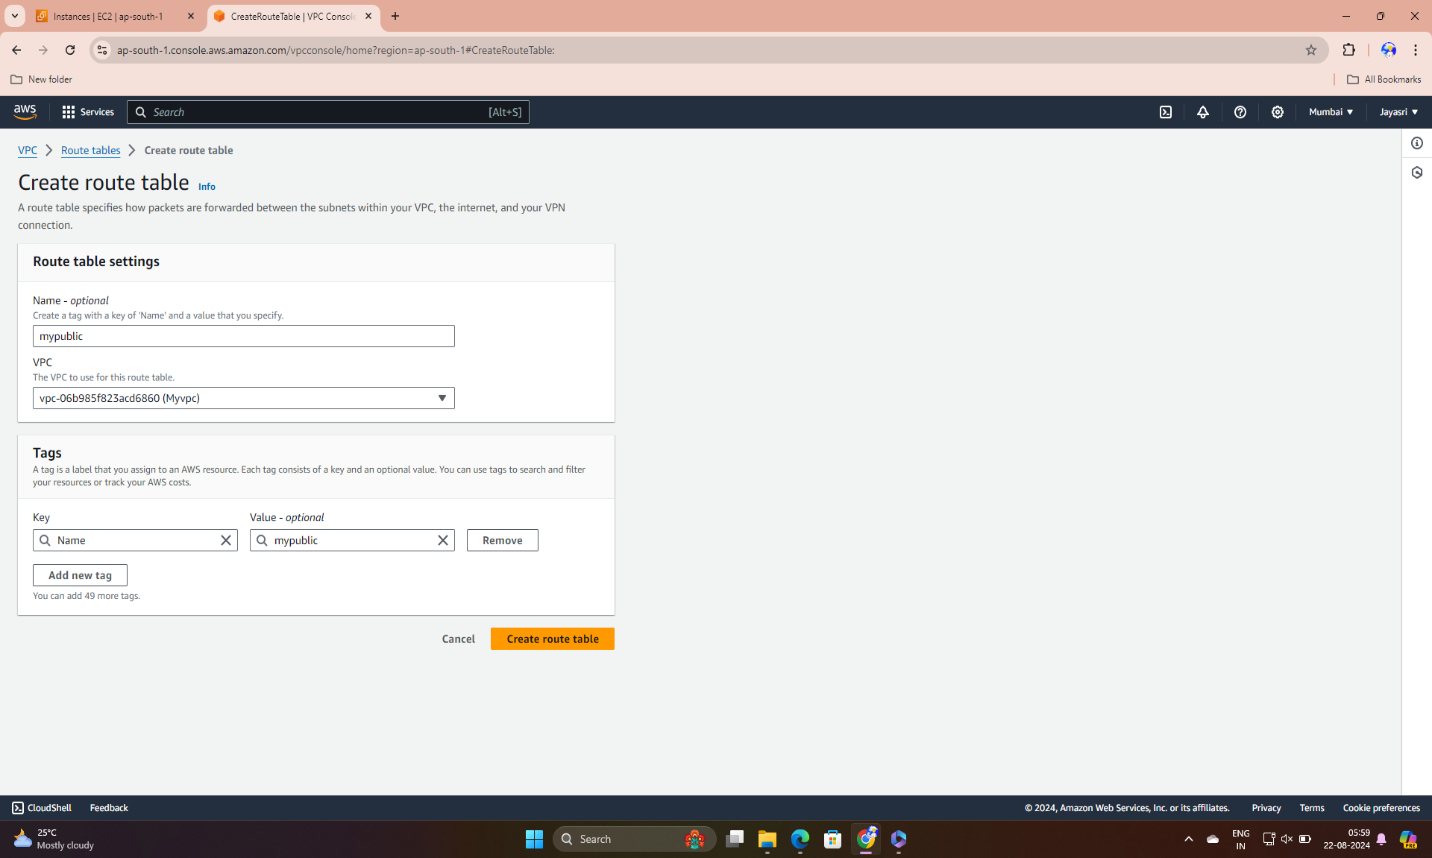 Instances | EC2 | ap-south-1
CreateRouteTable | VPC Console
ap-south-1.console.aws.amazon.com/vpcconsole/home?region=ap-south-1#CreateRouteTable:
New folder
All Bookmarks
aws
Services
Search
[Alt+S]
Mumbai
Jayasri
VPC
Route tables
Create route table
Create route table
Info
A route table specifies how packets are forwarded between the subnets within your VPC, the internet, and your VPN
connection.
Route table settings
Name - optional
Create a tag with a key of 'Name' and a value that you specify.
mypublic
VPC
The VPC to use for this route table.
vpc-06b985f823acd6860 (Myvpc)
Tags
A tag is a label that you assign to an AWS resource. Each tag consists of a key and an optional value. You can use tags to search and filter
your resources or track your AWS costs.
Key
Value - optional
Name
mypublic
Remove
Add new tag
You can add 49 more tags.
Cancel
Create route table
CloudShell
Feedback
© 2024, Amazon Web Services, Inc. or its affiliates.
Privacy
Terms
Cookie preferences
25°C
Mostly cloudy
Search
ENG
IN
05:59
22-08-2024